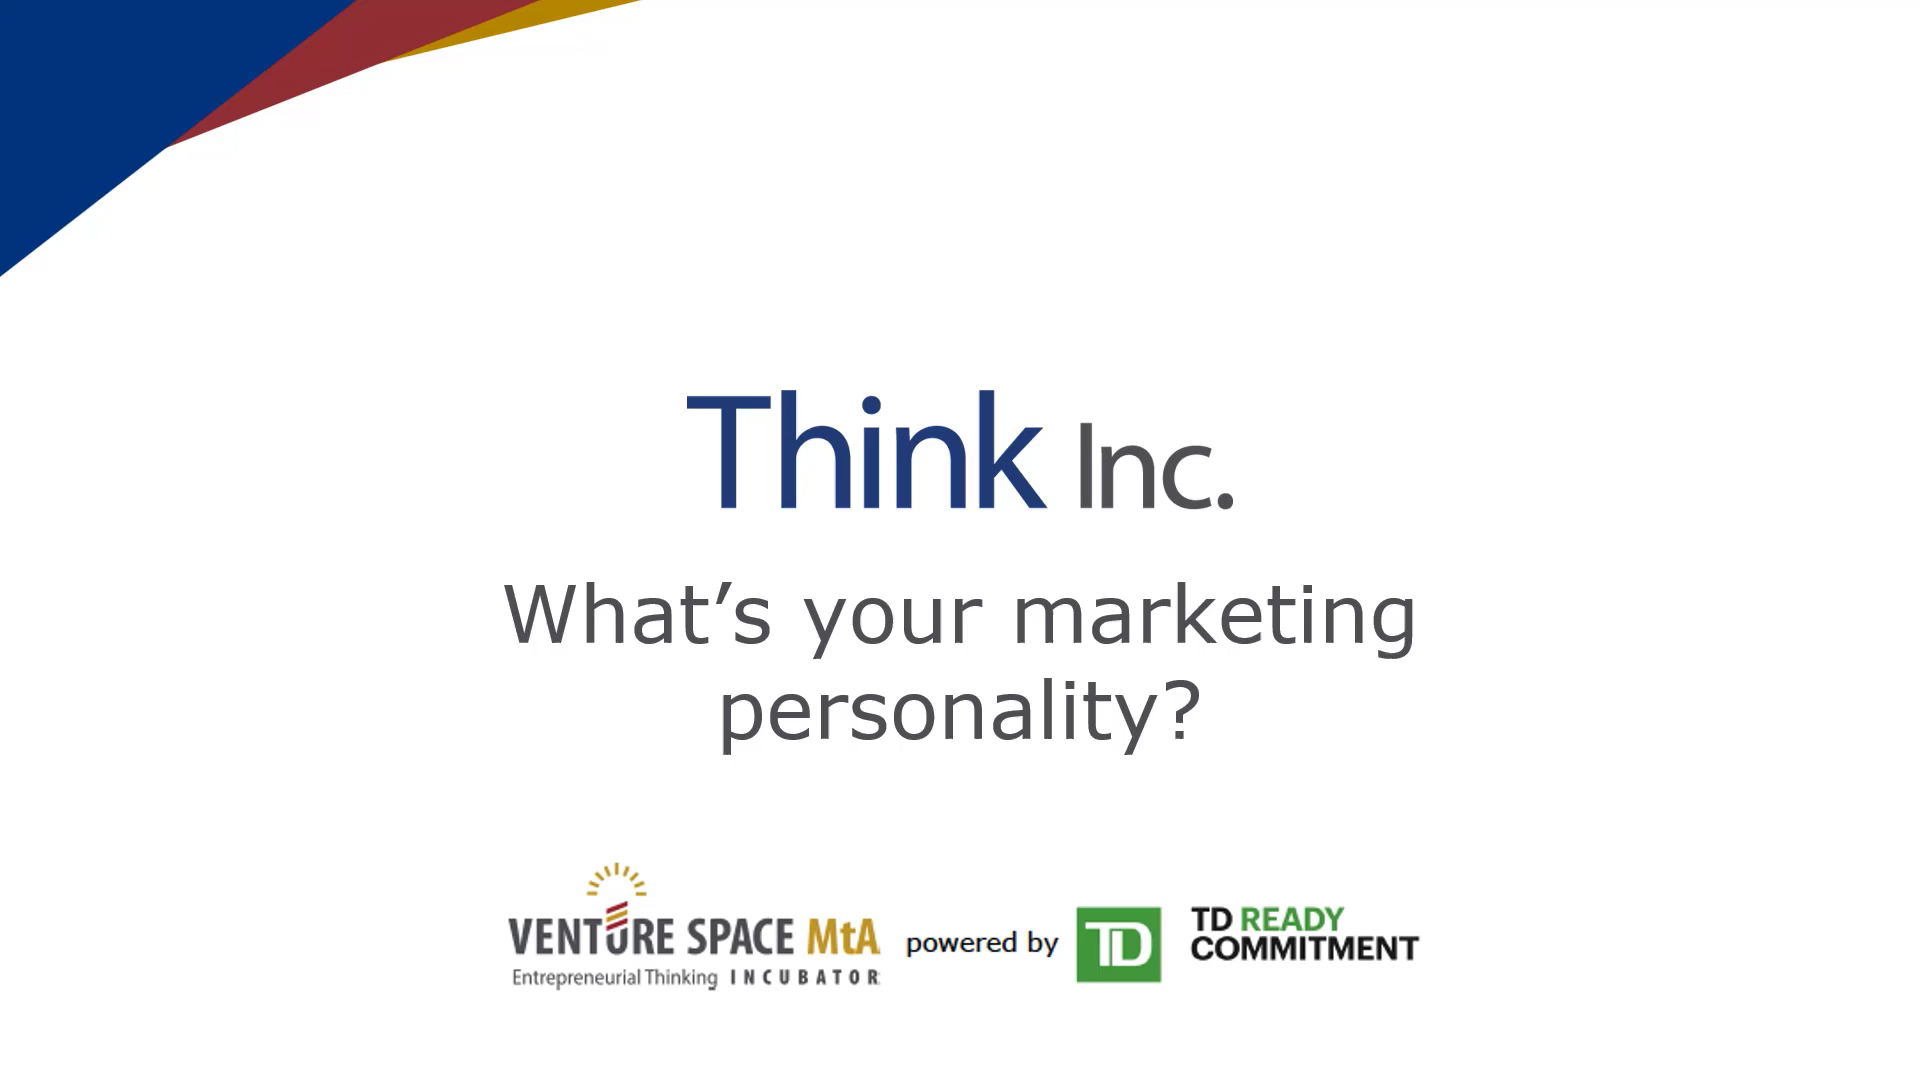 Think Inc.
What’s your marketing
personality?
VENTURE SPACE MtA
Entrepreneurial Thinking INCUBATOR
powered by
TD
TD READY
COMMITMENT